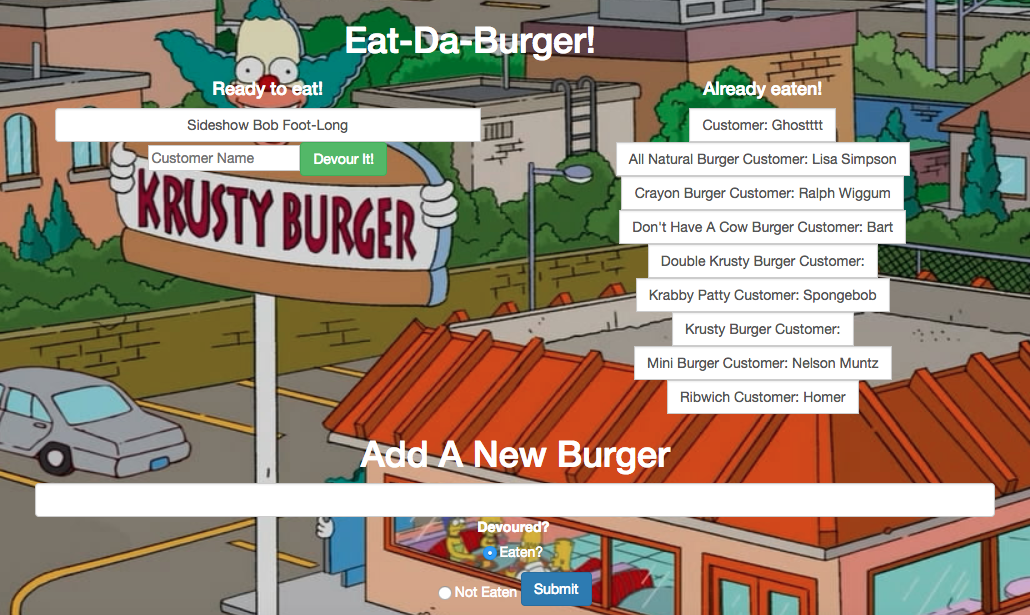 Eat-Da-Burger!
Ready to eat!
Sideshow Bob Foot-Long
Customer Name
Devour It!
KRUSTY BURGER
Already eaten!
Customer: Ghostttt
All Natural Burger Customer: Lisa Simpson
Crayon Burger Customer: Ralph Wiggum
Don't Have A Cow Burger Customer: Bart
Double Krusty Burger Customer:
Krabby Patty Customer: Spongebob
Krusty Burger Customer:
Mini Burger Customer: Nelson Muntz
Ribwich Customer: Homer
Add A New Burger
Devoured?
Eaten?
Not Eaten
Submit